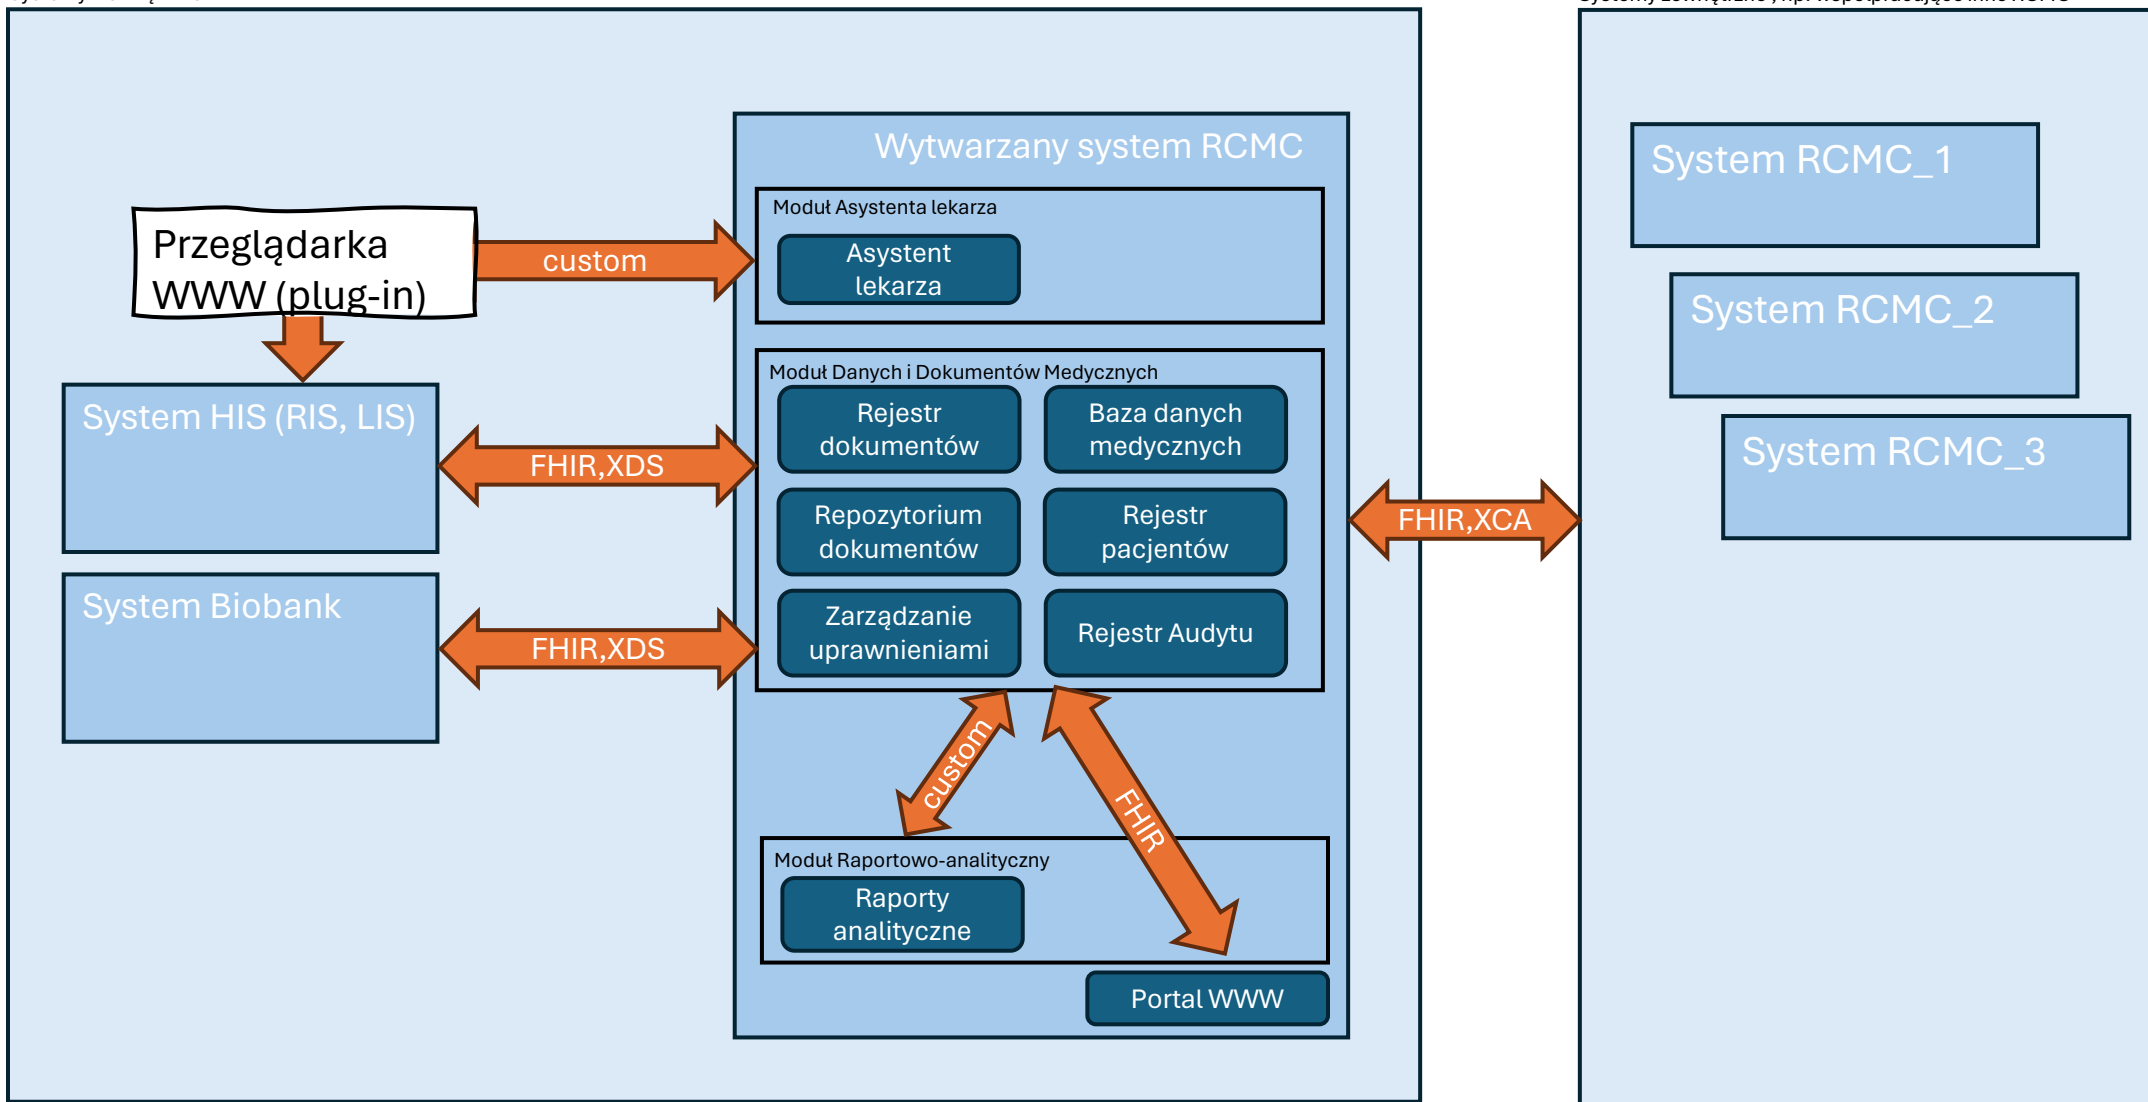 Wytwarzany system RCMC
Moduł Asystenta lekarza
Asystent
lekarza
Przeglądarka
WWW (plug-in)
custom
System HIS (RIS, LIS)
FHIR,XDS
System Biobank
FHIR,XDS
Moduł Danych i Dokumentów Medycznych
Rejestr
dokumentów
Baza danych
medycznych
Repozytorium
dokumentów
Rejestr
pacjentów
Zarządzanie
uprawnieniami
Rejestr Audytu
custom
FHIR
Moduł Raportowo-analityczny
Raporty
analityczne
Portal WWW
FHIR,XCA
System RCMC_1
System RCMC_2
System RCMC_3